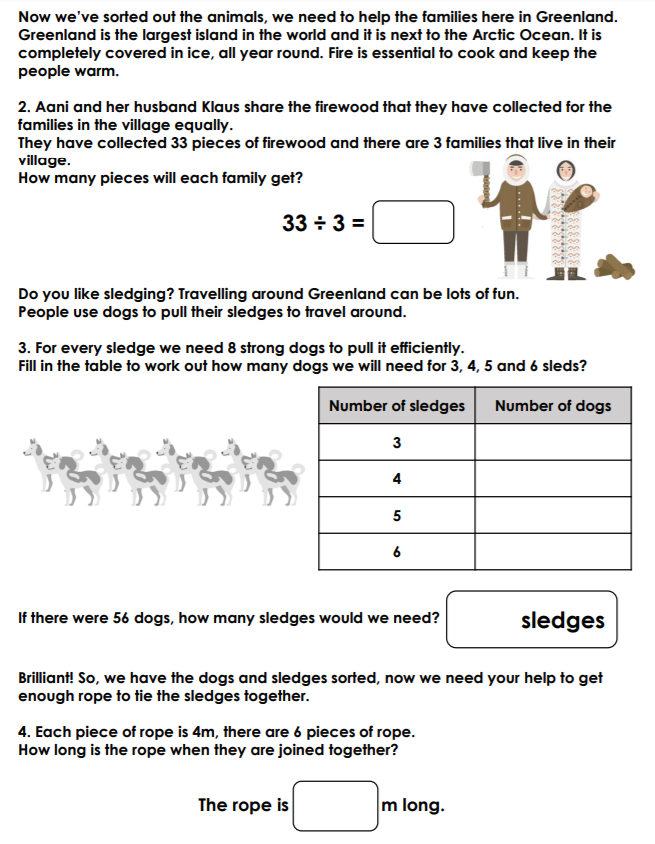 Now we've sorted out the animals, we need to help the families here in Greenland.
Greenland is the largest island in the world and it is next to the Arctic Ocean. It is
completely covered in ice, all year round. Fire is essential to cook and keep the
people warm.
2. Aani and her husband Klaus share the firewood that they have collected for the
families in the village equally.
They have collected 33 pieces of firewood and there are 3 families that live in their
village.
How many pieces will each family get?
33 ÷ 3 =
Do you like sledging? Travelling around Greenland can be lots of fun.
People use dogs to pull their sledges to travel around.
3. For every sledge we need 8 strong dogs to pull it efficiently.
Fill in the table to work out how many dogs we will need for 3, 4, 5 and 6 sleds?
Number of sledges Number of dogs
3
4
5
6
If there were 56 dogs, how many sledges would we need? sledges
Brilliant! So, we have the dogs and sledges sorted, now we need your help to get
enough rope to tie the sledges together.
4. Each piece of rope is 4m, there are 6 pieces of rope.
How long is the rope when they are joined together?
The rope is m long.